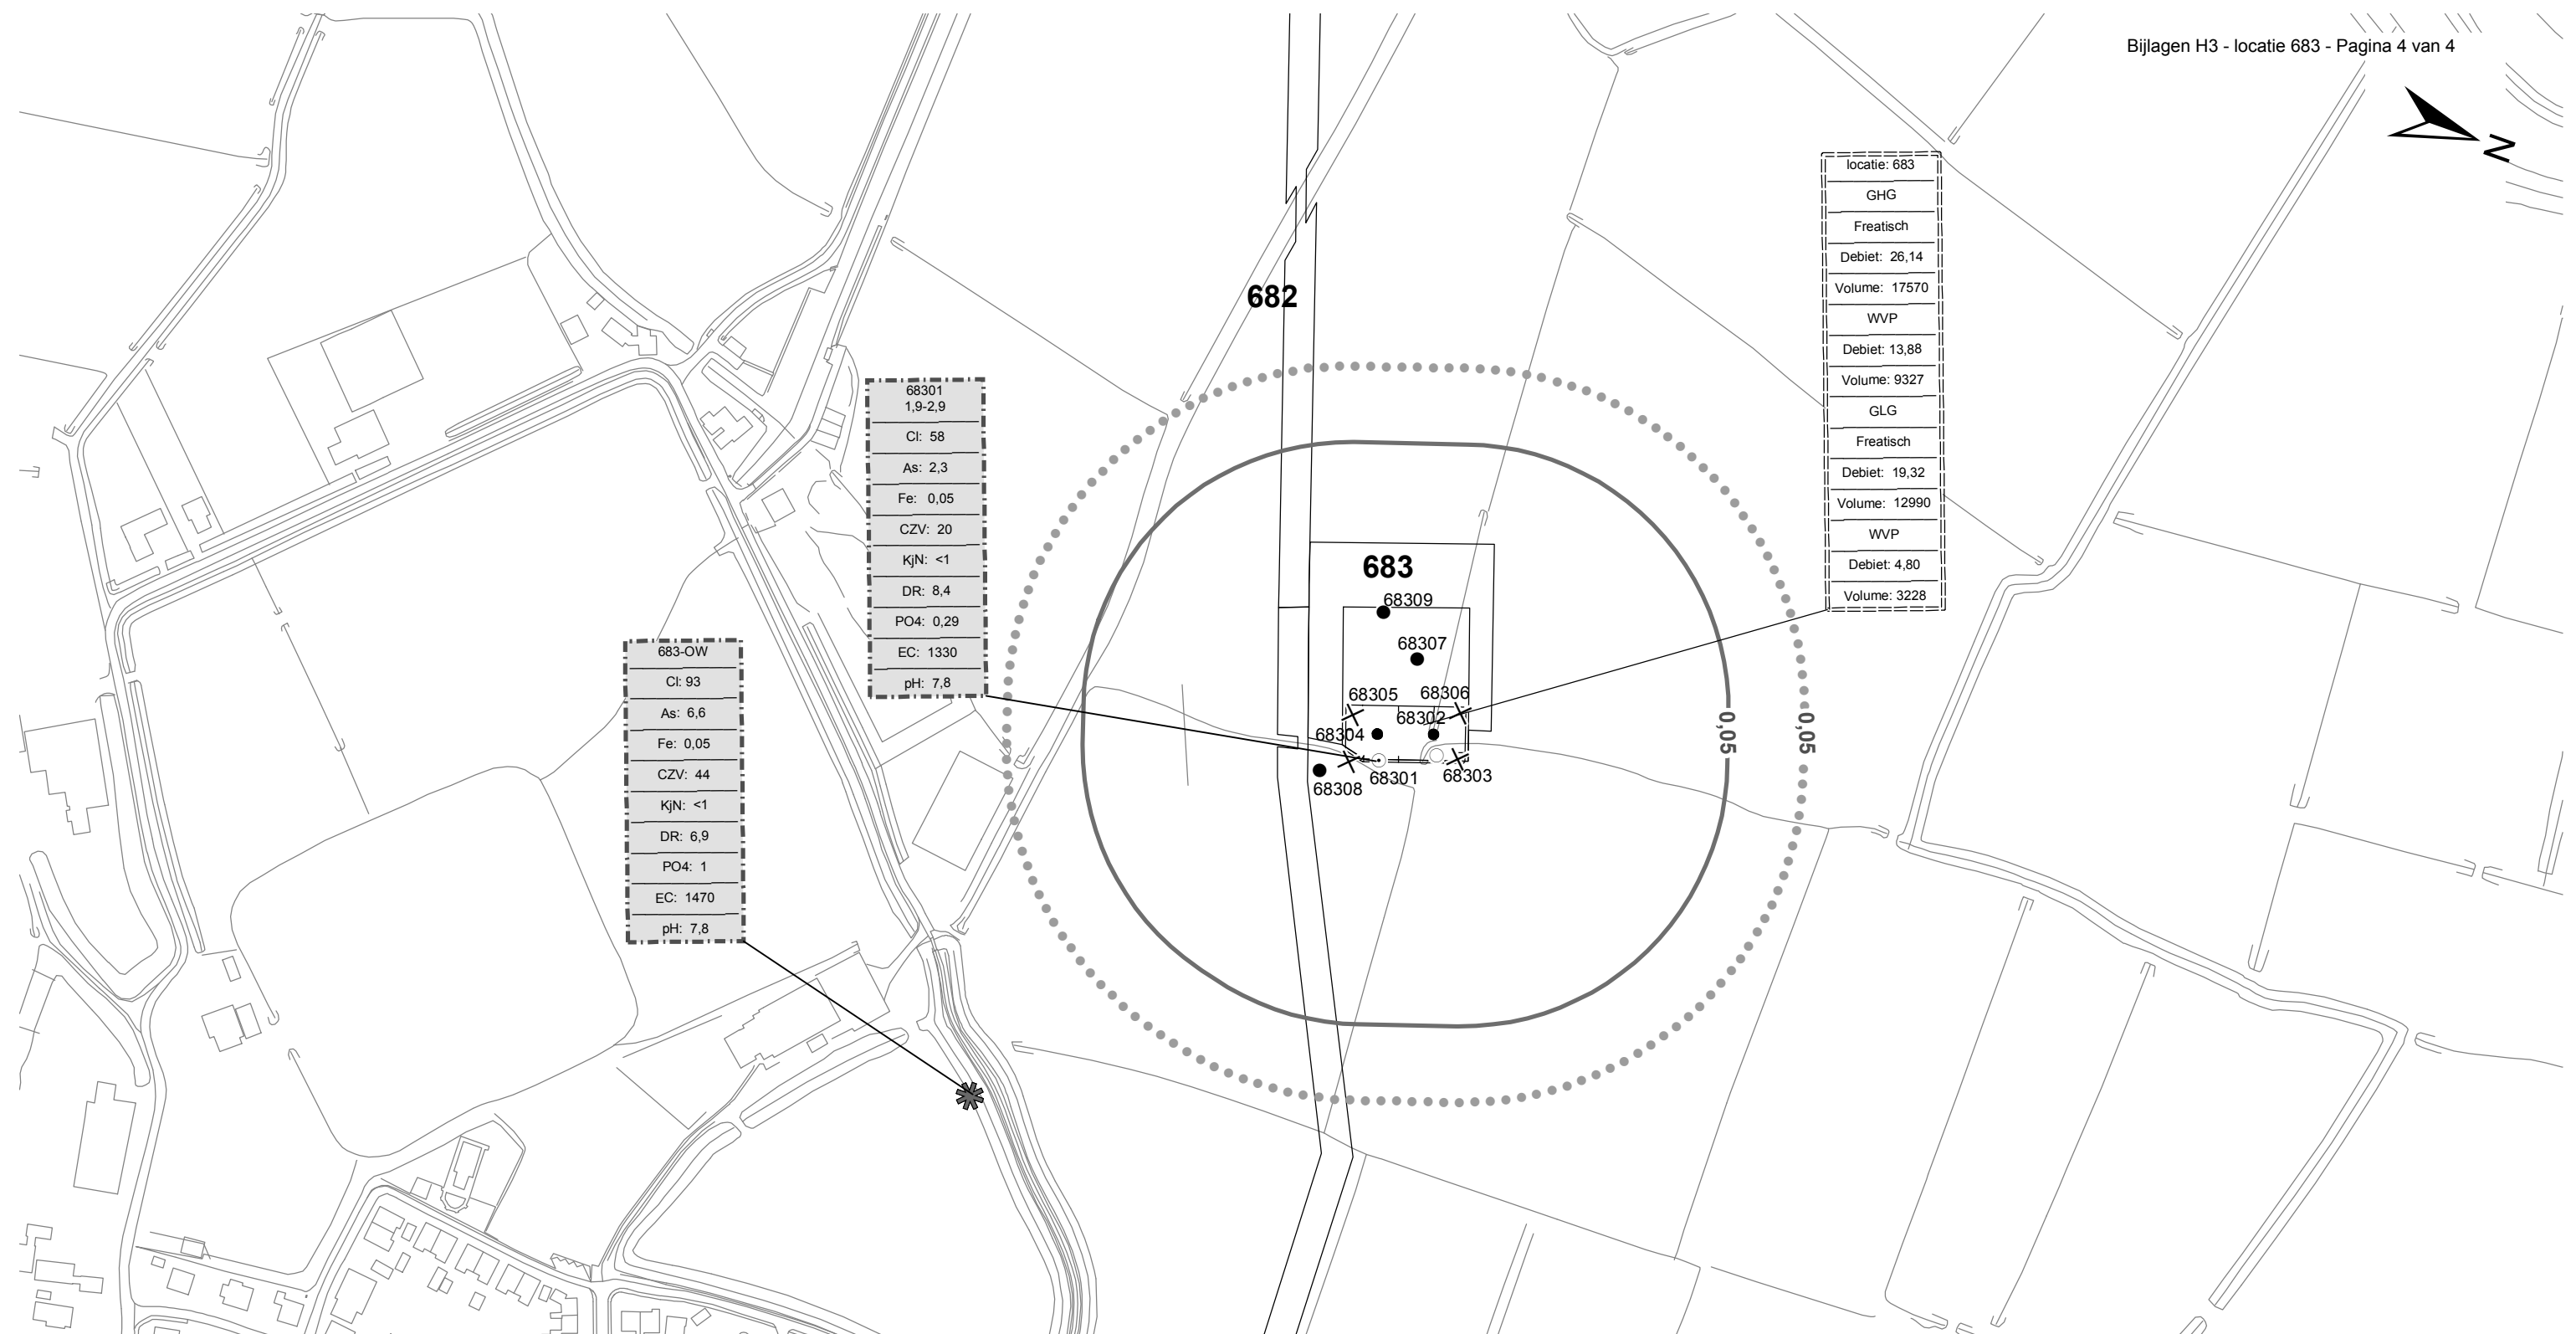 Bijlagen H3 - locatie 683 - Pagina 4 van 4
N
locatie: 683
GHG
Freatisch
Debiet: 26,14
Volume: 17570
WVP
Debiet: 13,88
Volume: 9327
GLG
Freatisch
Debiet: 19,32
Volume: 12990
WVP
Debiet: 4,80
Volume: 3228
682
68301
1,9-2,9
Cl: 58
As: 2,3
Fe: 0,05
CZV: 20
KjN: <1
DR: 8,4
PO4: 0,29
EC: 1330
pH: 7,8
683
68309
68307
68305
68306
68302
68304
68301
68303
68308
0,05
0,05
683-OW
Cl: 93
As: 6,6
Fe: 0,05
CZV: 44
KjN: <1
DR: 6,9
PO4: 1
EC: 1470
pH: 7,8